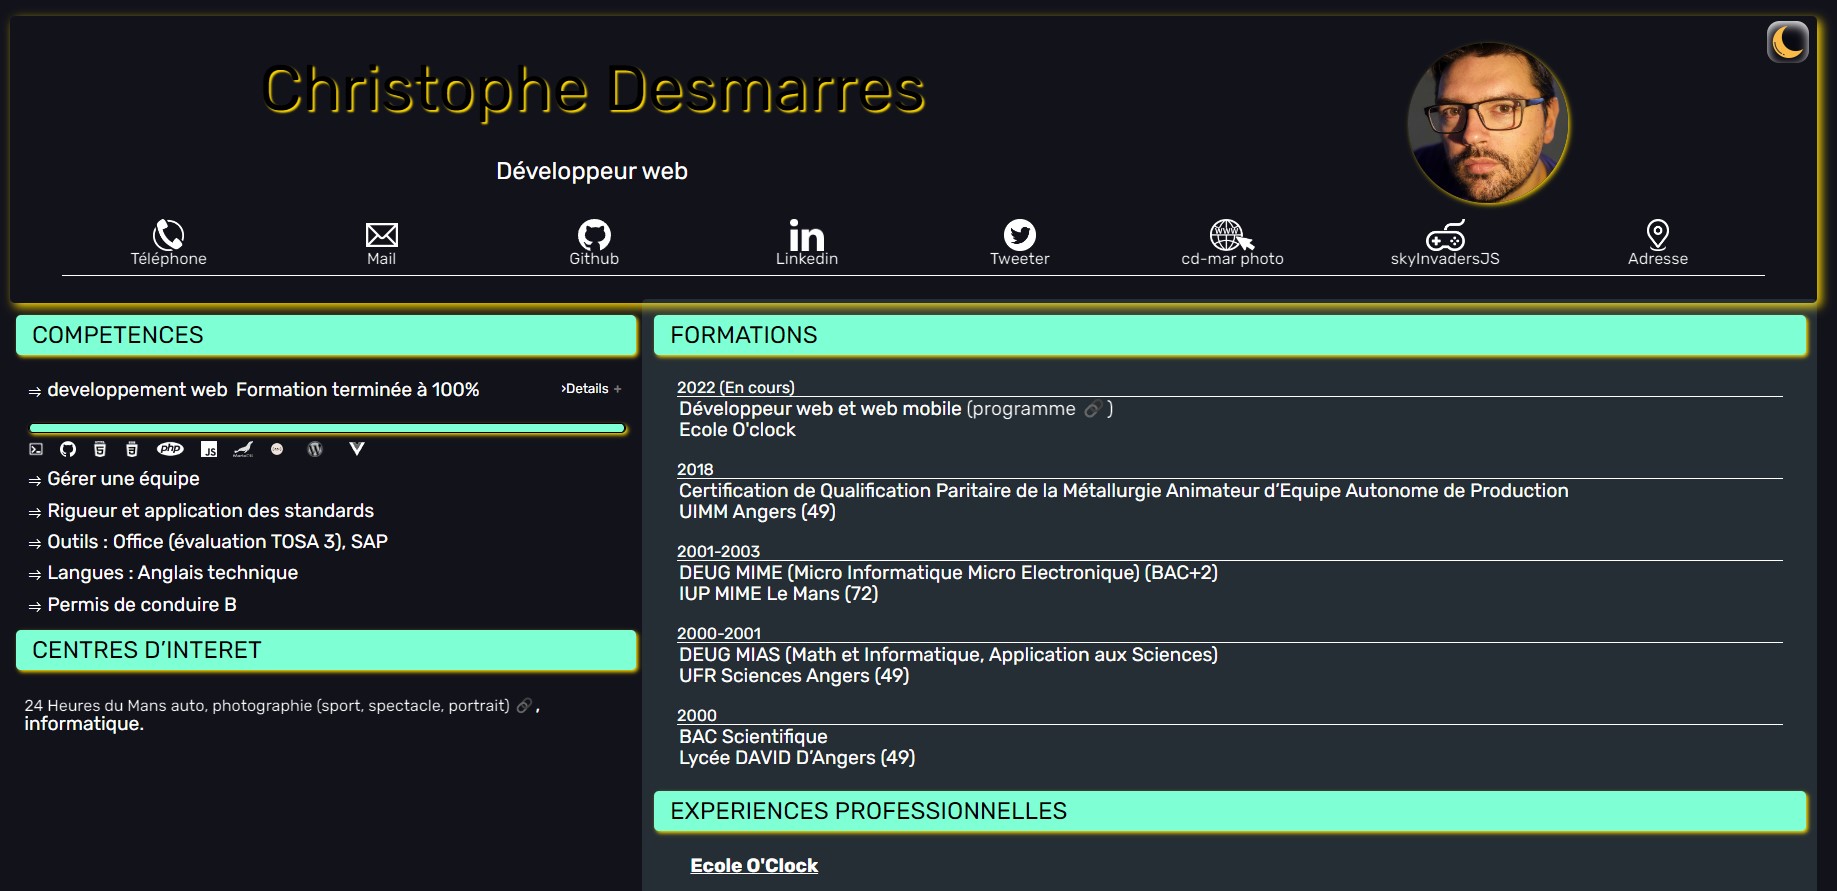 Christophe Desmarres
Développeur web
Téléphone
Mail
Github
Linkedin
Tweeter
cd-mar photo
skyInvadersJS
Adresse
COMPETENCES
⇒ developpement web Formation terminée à 100%
›Details +
php
JS
Gérer une équipe
Rigueur et application des standards
Outils : Office (évaluation TOSA 3), SAP
Langues : Anglais technique
Permis de conduire B
CENTRES D’INTERET
24 Heures du Mans auto, photographie (sport, spectacle, portrait) ,
informatique.
FORMATIONS
2022 (En cours)
Développeur web et web mobile (programme )
Ecole O'clock
2018
Certification de Qualification Paritaire de la Métallurgie Animateur d’Equipe Autonome de Production
UIMM Angers (49)
2001-2003
DEUG MIME (Micro Informatique Micro Electronique) (BAC+2)
IUP MIME Le Mans (72)
2000-2001
DEUG MIAS (Math et Informatique, Application aux Sciences)
UFR Sciences Angers (49)
2000
BAC Scientifique
Lycée DAVID D’Angers (49)
EXPERIENCES PROFESSIONNELLES
Ecole O'Clock